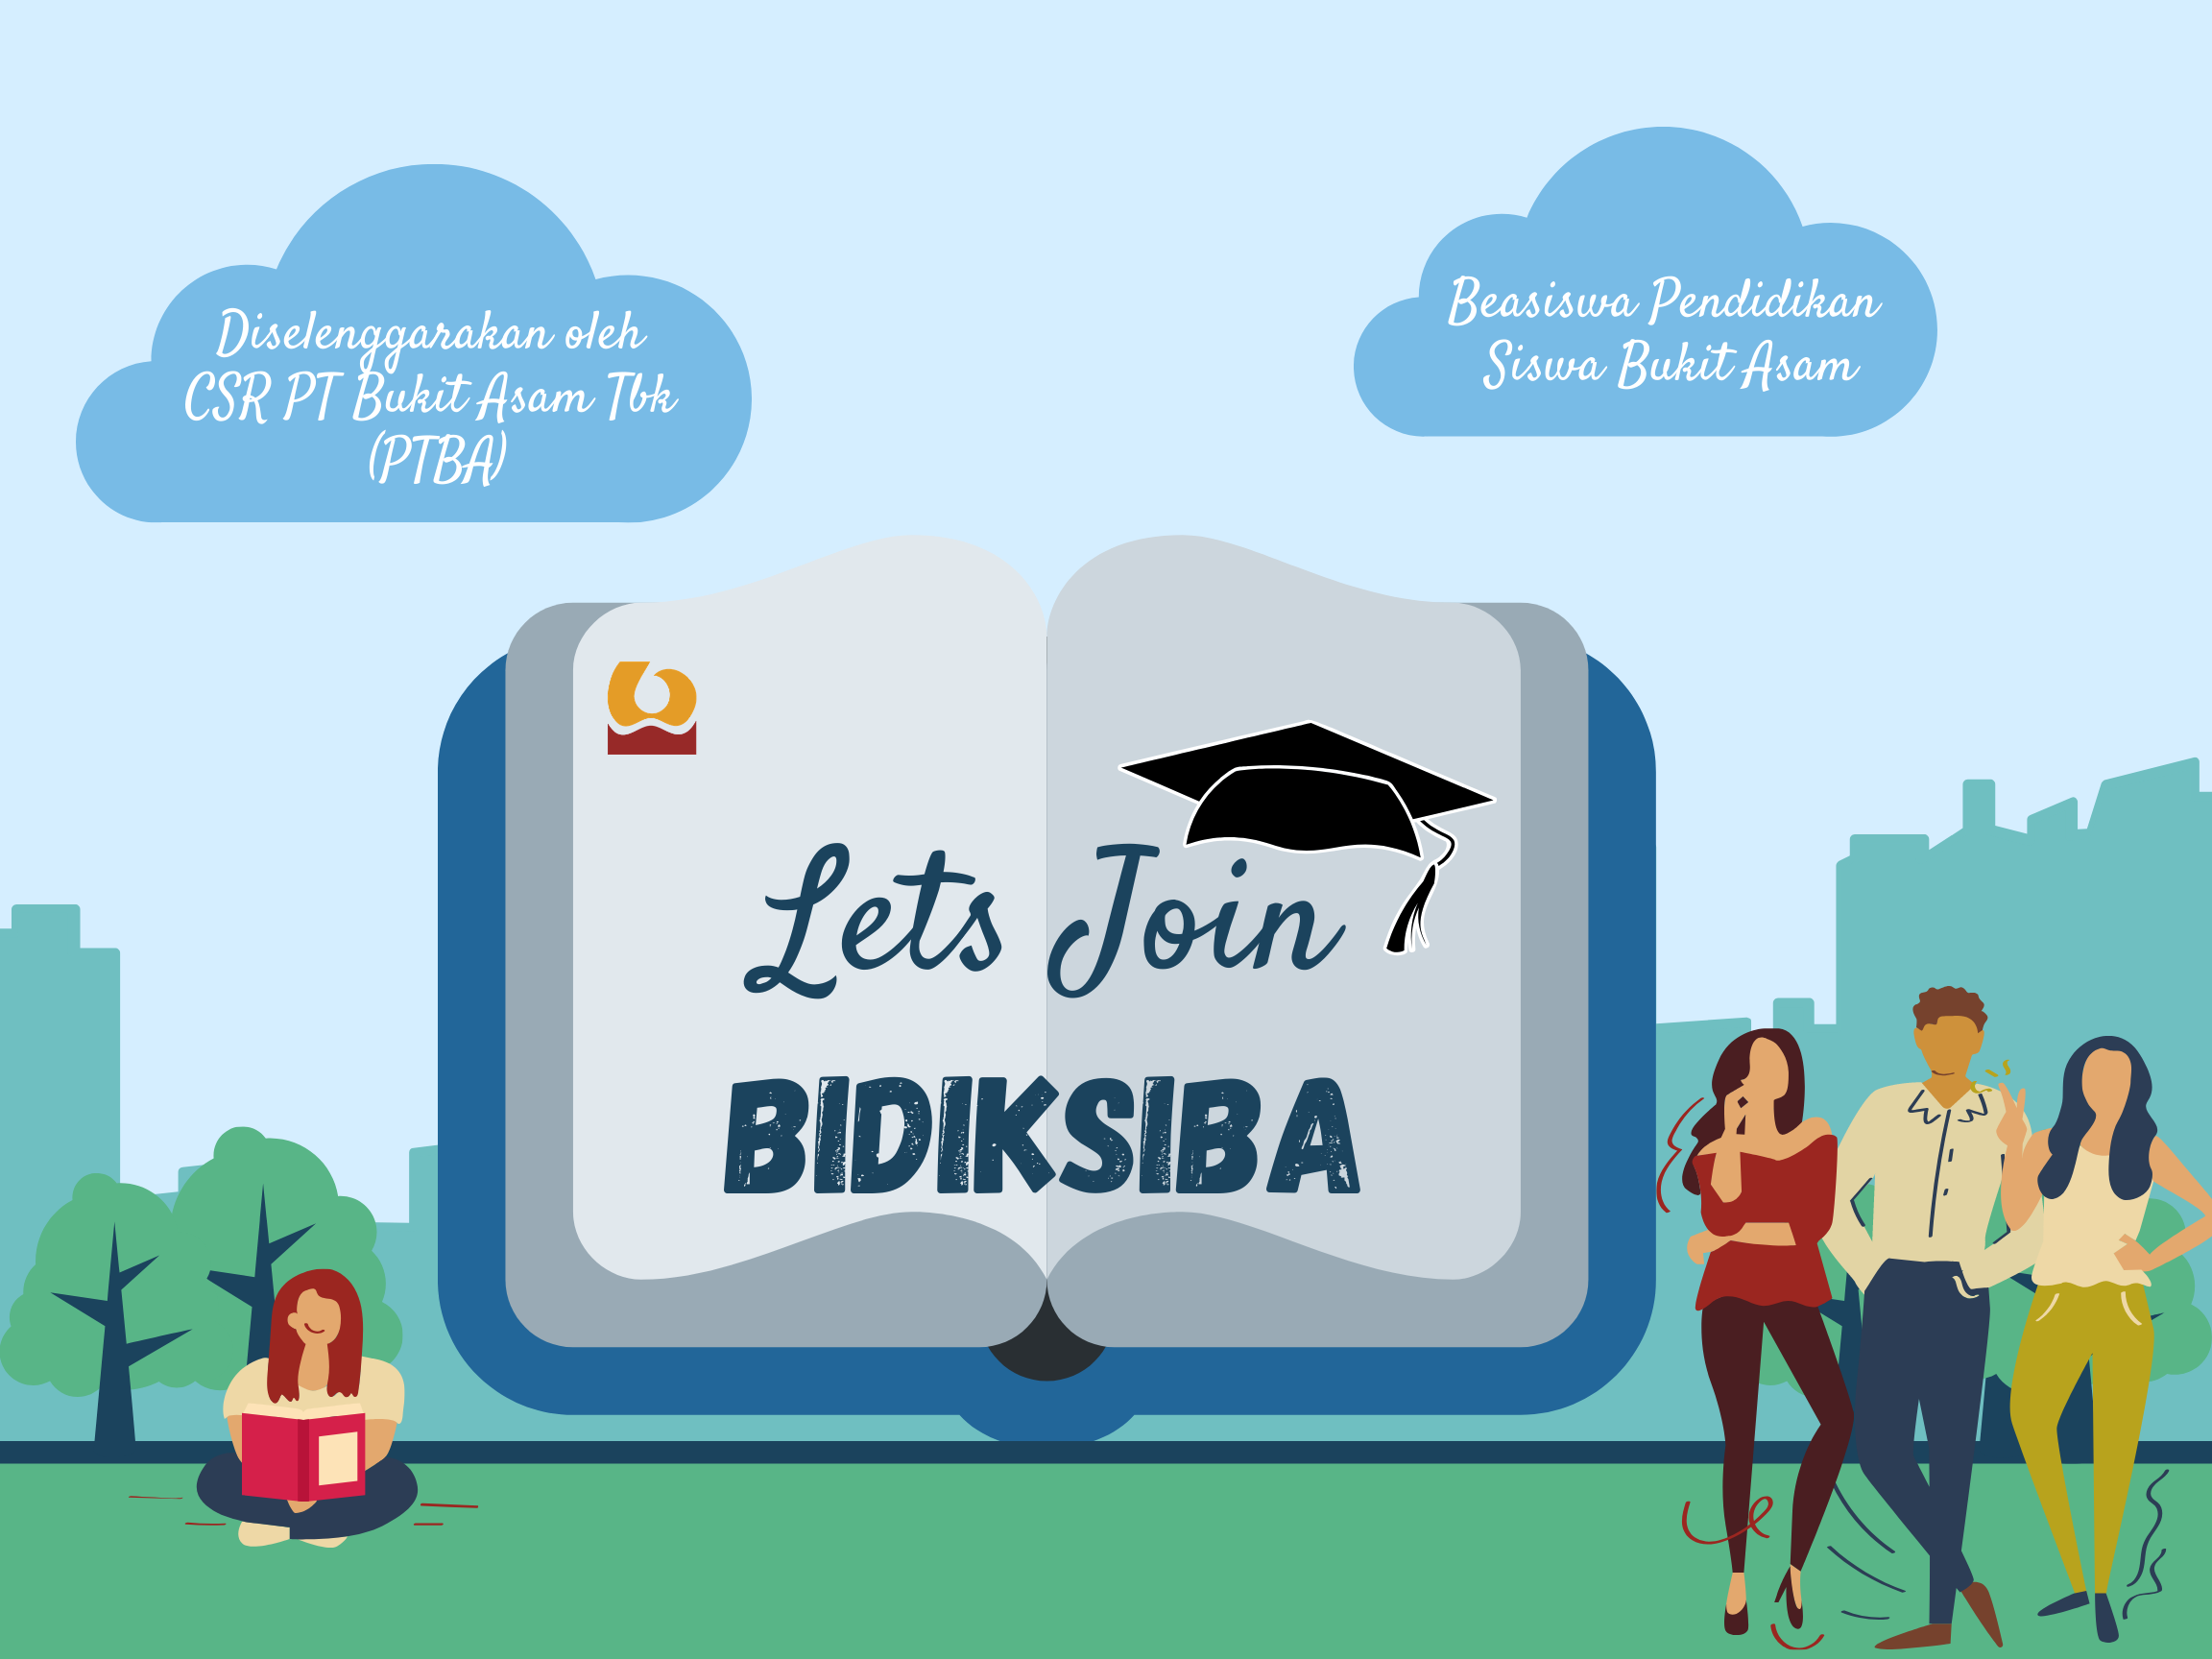 Diselenggarakan oleh
CSR PT Bukit Asam Tbk
(PTBA)
Beasiswa Pendidikan
Siswa Bukit Asam
Lets Join
BIDIKSIBA